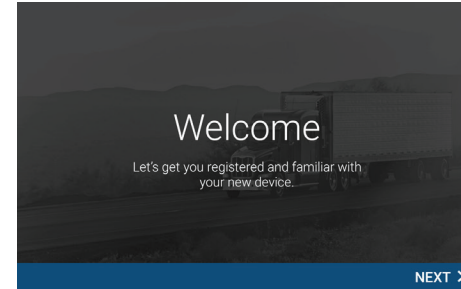 Welcome
Let's get you registered and familiar with
your new device.
NEXT